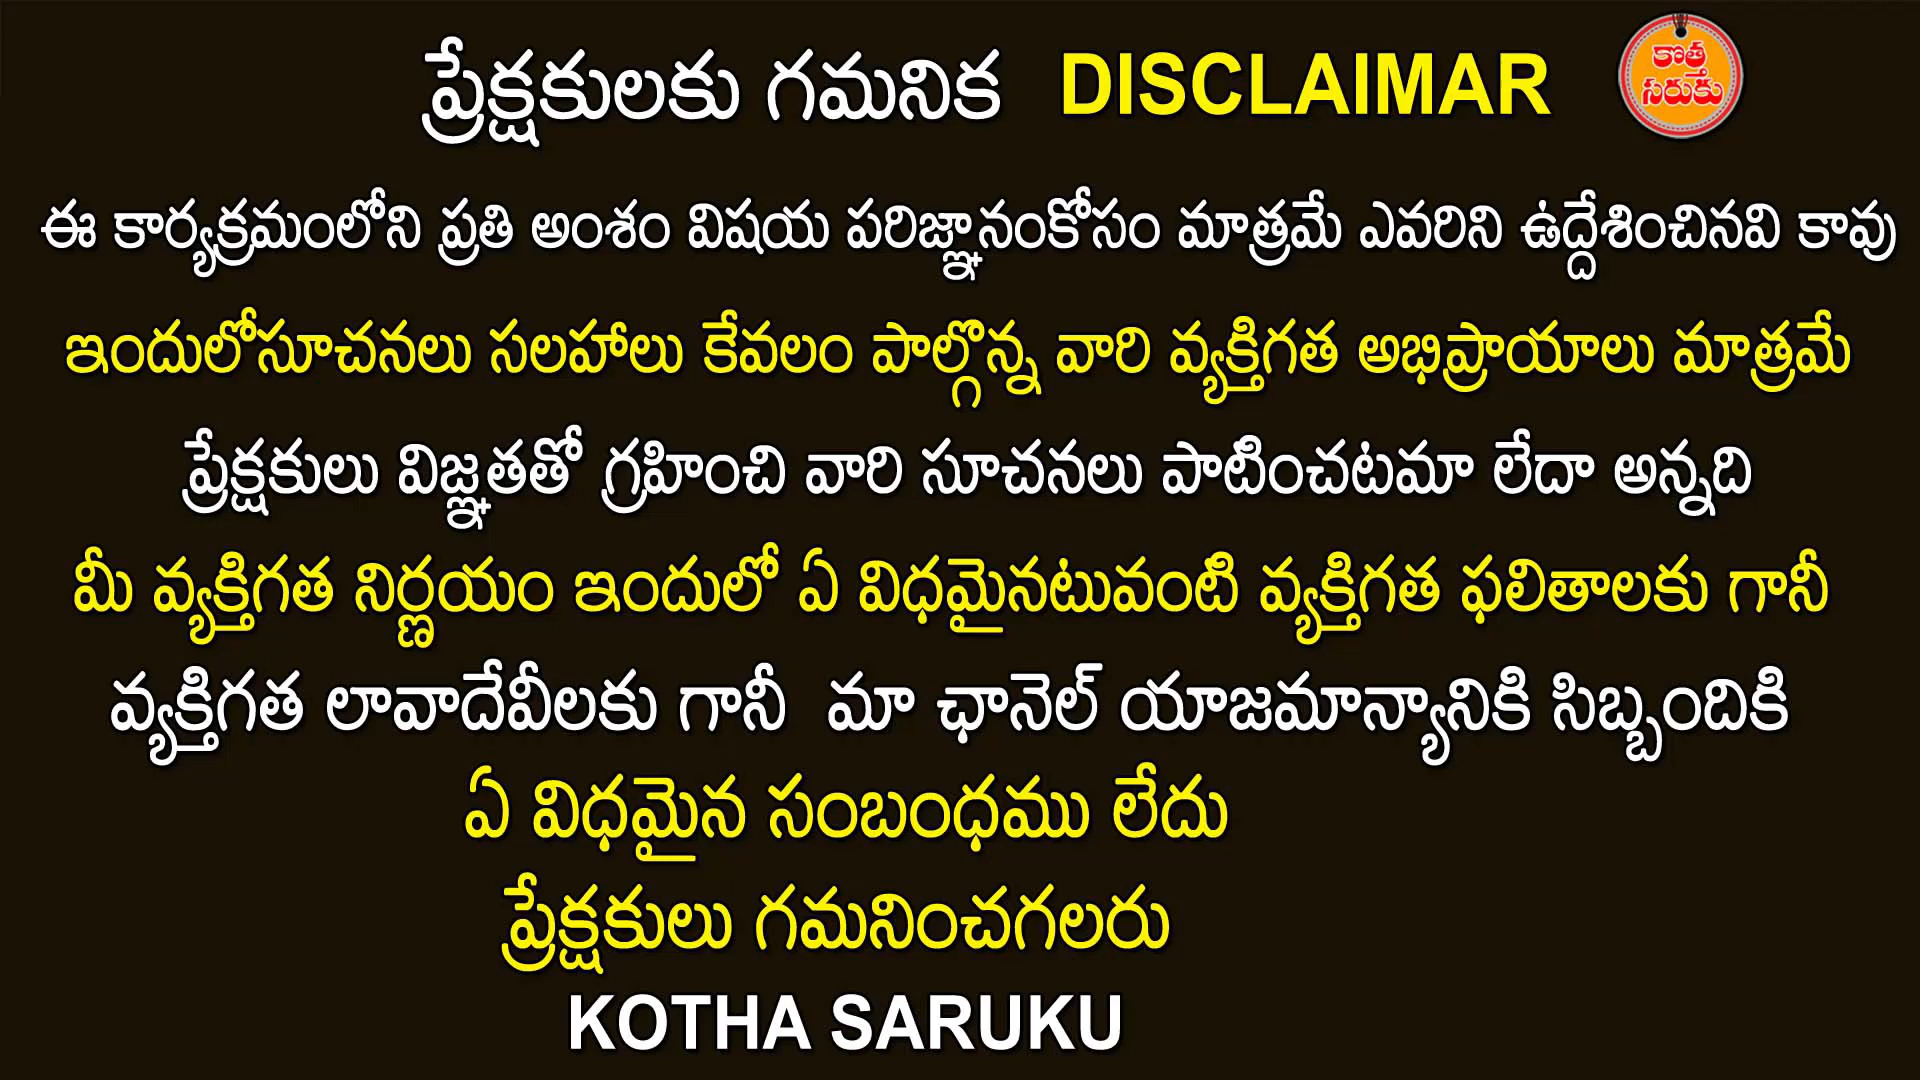 ప్రేక్షకులకు గమనిక DISCLAIMAR
కొత్త
సరుకు
ఈ కార్యక్రమంలోని ప్రతి అంశం విషయ పరిజ్ఞానంకోసం మాత్రమే ఎవరిని ఉద్దేశించినవి కావు
ఇందులోసూచనలు సలహాలు కేవలం పాల్గొన్న వారి వ్యక్తిగత అభిప్రాయాలు మాత్రమే
ప్రేక్షకులు విజ్ఞతతో గ్రహించి వారి సూచనలు పాటించటమా లేదా అన్నది
మీ వ్యక్తిగత నిర్ణయం ఇందులో ఏ విధమైనటువంటి వ్యక్తిగత ఫలితాలకు గానీ
వ్యక్తిగత లావాదేవీలకు గానీ మా ఛానెల్ యాజమాన్యానికి సిబ్బందికి
ఏ విధమైన సంబంధము లేదు
ప్రేక్షకులు గమనించగలరు
KOTHA SARUKU